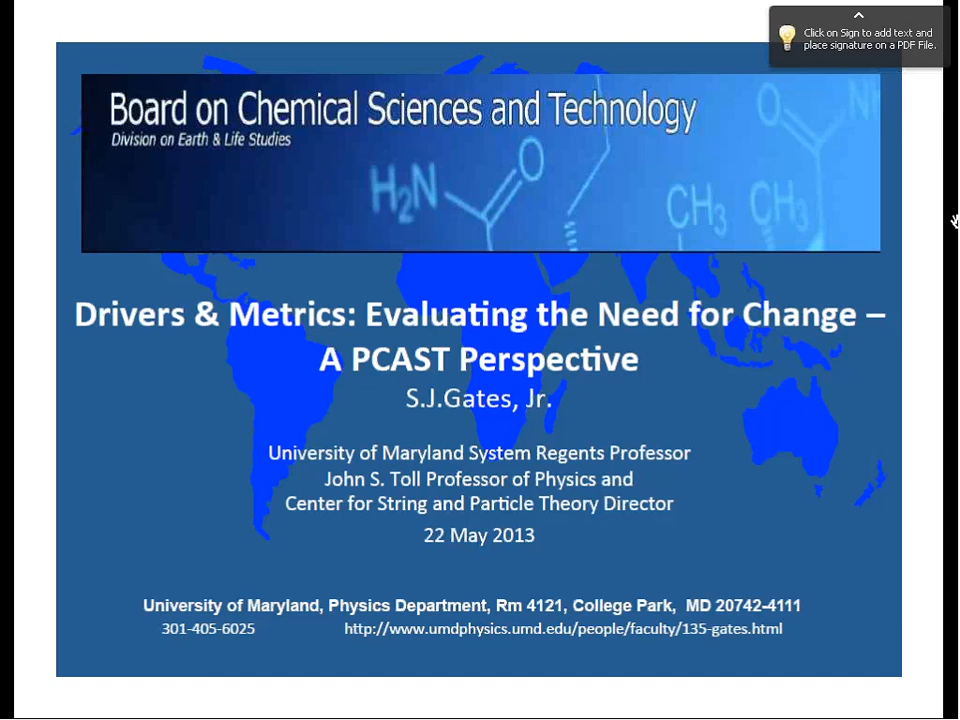 Click on Sign to add text and
place signature on a PDF File.
Board on Chemical Sciences and Technology
Division on Earth & Life Studies
H₂N
O
CH₃
CH₃
O
Drivers & Metrics: Evaluating the Need for Change –
A PCAST Perspective
S.J.Gates, Jr.
University of Maryland System Regents Professor
John S. Toll Professor of Physics and
Center for String and Particle Theory Director
22 May 2013
University of Maryland, Physics Department, Rm 4121, College Park, MD 20742-4111
301-405-6025 http://www.umdphysics.umd.edu/people/faculty/135-gates.html